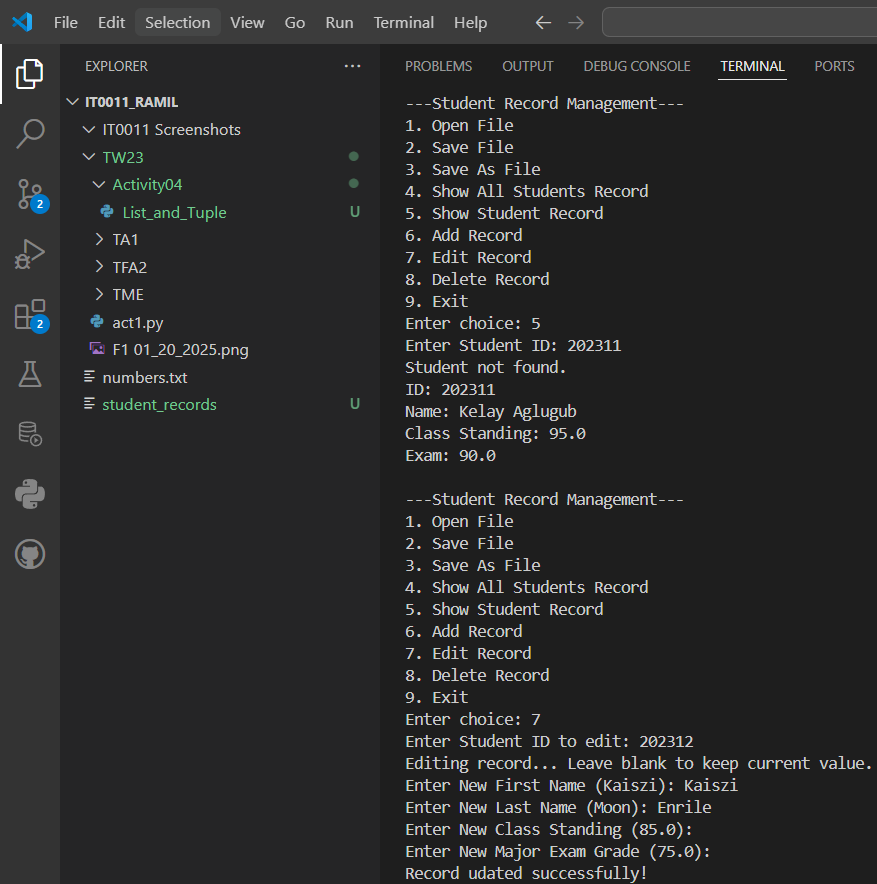 File Edit Selection View Go Run Terminal Help
EXPLORER
IT0011_RAMIL
IT0011 Screenshots
TW23
Activity04
List_and_Tuple U
TA1
TFA2
TME
act1.py
F1 01_20_2025.png
numbers.txt
student_records U
2
2
PROBLEMS OUTPUT DEBUG CONSOLE TERMINAL PORTS
---Student Record Management---
1. Open File
2. Save File
3. Save As File
4. Show All Students Record
5. Show Student Record
6. Add Record
7. Edit Record
8. Delete Record
9. Exit
Enter choice: 5
Enter Student ID: 202311
Student not found.
ID: 202311
Name: Kelay Aglugub
Class Standing: 95.0
Exam: 90.0
---Student Record Management---
1. Open File
2. Save File
3. Save As File
4. Show All Students Record
5. Show Student Record
6. Add Record
7. Edit Record
8. Delete Record
9. Exit
Enter choice: 7
Enter Student ID to edit: 202312
Editing record... Leave blank to keep current value.
Enter New First Name (Kaiszi): Kaiszi
Enter New Last Name (Moon): Enrile
Enter New Class Standing (85.0):
Enter New Major Exam Grade (75.0):
Record udated successfully!